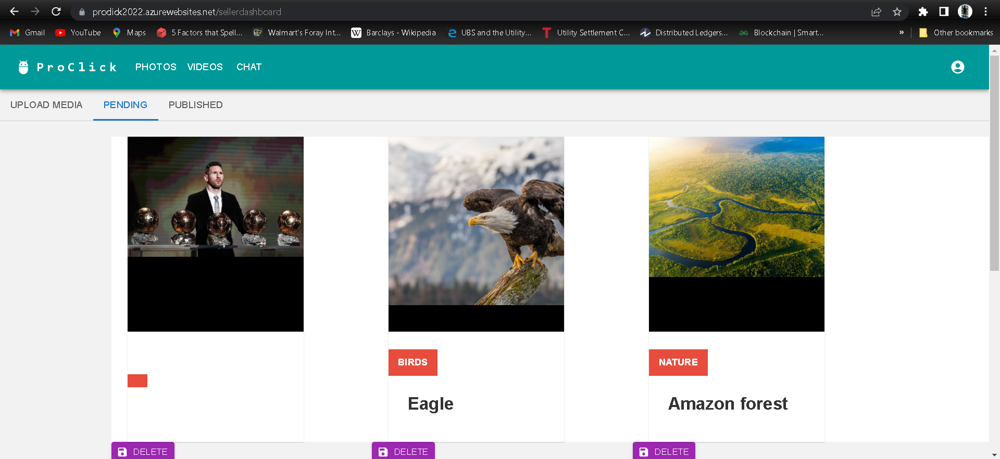 prodick2022.azurewebsites.net/sellerdashboard
Gmail YouTube Maps 5 Factors that Spell... Walmart's Foray Int... Barclays - Wikipedia UBS and the Utility... Utility Settlement C... Distributed Ledgers... Blockchain | Smart... » Other bookmarks
ProClick PHOTOS VIDEOS CHAT
UPLOAD MEDIA PENDING PUBLISHED
BIRDS NATURE
Eagle Amazon forest
DELETE DELETE DELETE